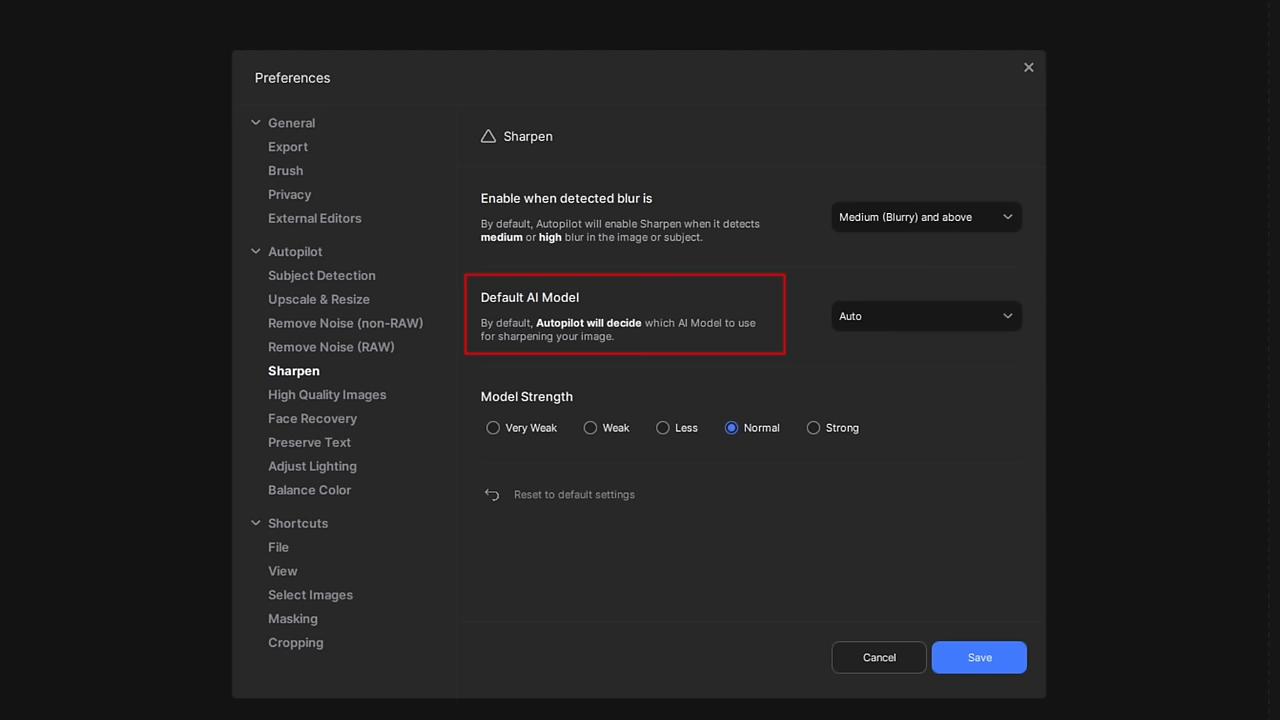 Preferences
General
Export
Brush
Privacy
External Editors
Autopilot
Subject Detection
Upscale & Resize
Remove Noise (non-RAW)
Remove Noise (RAW)
Sharpen
High Quality Images
Face Recovery
Preserve Text
Adjust Lighting
Balance Color
Shortcuts
File
View
Select Images
Masking
Cropping
Sharpen
Enable when detected blur is
By default, Autopilot will enable Sharpen when it detects
medium or high blur in the image or subject.
Medium (Blurry) and above
Default AI Model
By default, Autopilot will decide which AI Model to use
for sharpening your image.
Auto
Model Strength
Very Weak Weak Less Normal Strong
Reset to default settings
Cancel Save